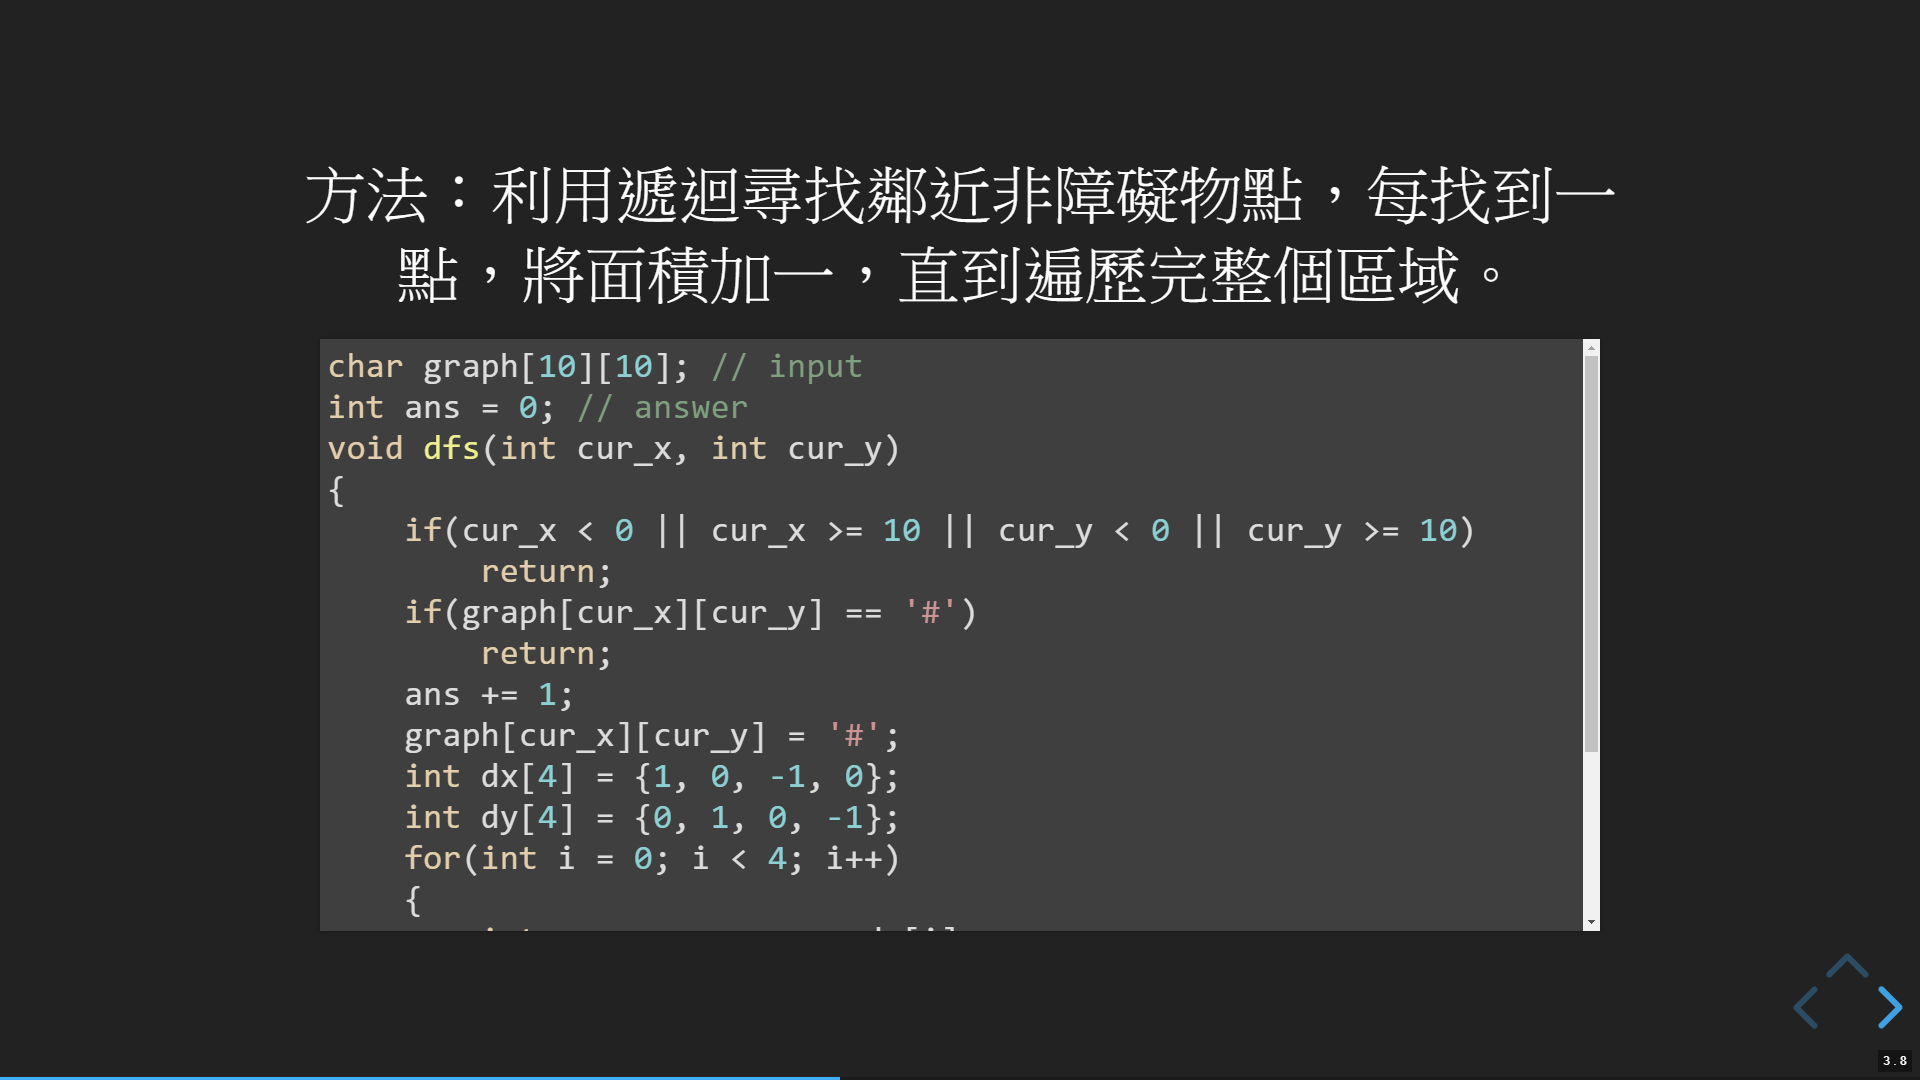 方法：利用遞迴尋找鄰近非障礙物點，每找到一
點，將面積加一，直到遍歷完整個區域。
char graph[10][10]; // input
int ans = 0; // answer
void dfs(int cur_x, int cur_y)
{
    if(cur_x < 0 || cur_x >= 10 || cur_y < 0 || cur_y >= 10)
        return;
    if(graph[cur_x][cur_y] == '#')
        return;
    ans += 1;
    graph[cur_x][cur_y] = '#';
    int dx[4] = {1, 0, -1, 0};
    int dy[4] = {0, 1, 0, -1};
    for(int i = 0; i < 4; i++)
    {
3.8